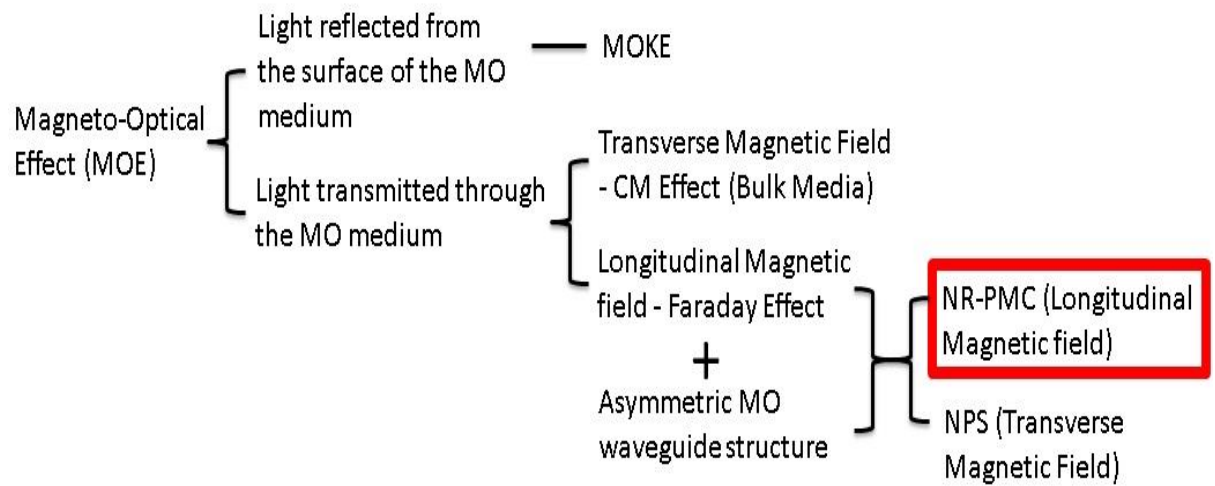 Light reflected from
the surface of the MO
medium
MOKE
Magneto-Optical
Effect (MOE)
Light transmitted through
the MO medium
Transverse Magnetic Field
- CM Effect (Bulk Media)
Longitudinal Magnetic
field - Faraday Effect
+
Asymmetric MO
waveguide structure
NR-PMC (Longitudinal
Magnetic field)
NPS (Transverse
Magnetic Field)